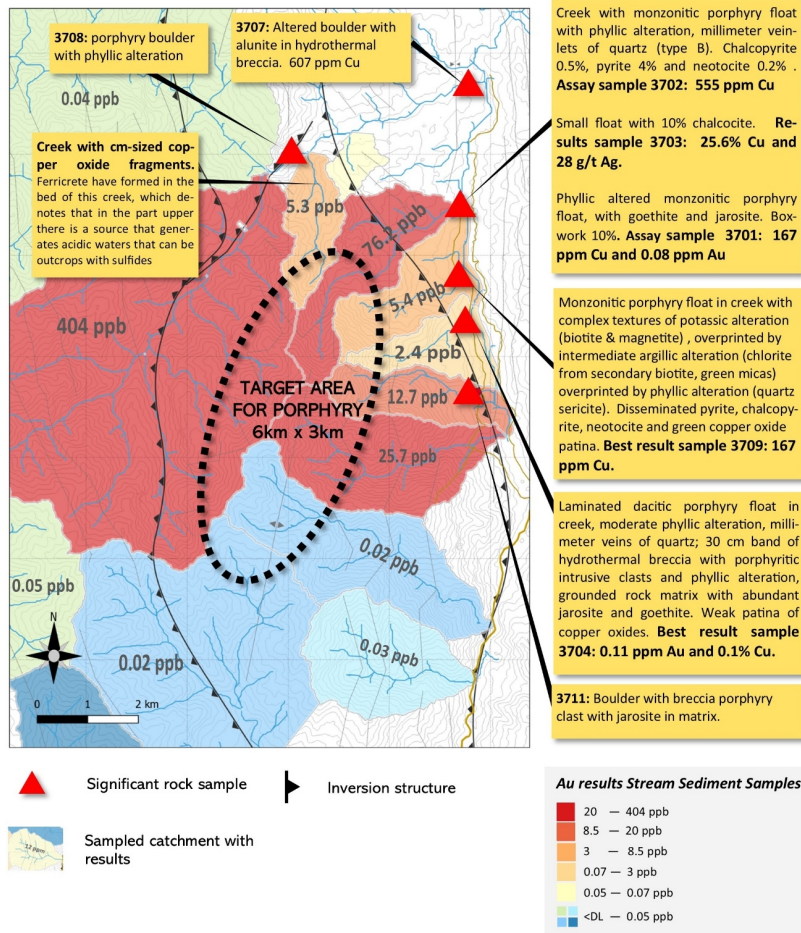 3708: porphyry boulder
with phyllic alteration
3707: Altered boulder with
alunite in hydrothermal
breccia. 607 ppm Cu
Creek with cm-sized cop-
per oxide fragments.
Ferricrete have formed in the
bed of this creek, which de-
notes that in the part upper
there is a source that gener-
ates acidic waters that can be
outcrops with sulfides
0.04 ppb
5.3 ppb
76.2 ppb
404 ppb
5.4 ppb
2.4 ppb
12.7 ppb
25.7 ppb
TARGET AREA
FOR PORPHYRY
6km x 3km
0.05 ppb
0.02 ppb
0.02 ppb
0.03 ppb
N
0 1 2 km
Creek with monzonitic porphyry float
with phyllic alteration, millimeter vein-
lets of quartz (type B). Chalcopyrite
0.5%, pyrite 4% and neotocite 0.2% .
Assay sample 3702: 555 ppm Cu
Small float with 10% chalcocite. Re-
sults sample 3703: 25.6% Cu and
28 g/t Ag.
Phyllic altered monzonitic porphyry
float, with goethite and jarosite. Box-
work 10%. Assay sample 3701: 167
ppm Cu and 0.08 ppm Au
Monzonitic porphyry float in creek with
complex textures of potassic alteration
(biotite & magnetite) , overprinted by
intermediate argillic alteration (chlorite
from secondary biotite, green micas)
overprinted by phyllic alteration (quartz
sericite). Disseminated pyrite, chalcopy-
rite, neotocite and green copper oxide
patina. Best result sample 3709: 167
ppm Cu.
Laminated dacitic porphyry float in
creek, moderate phyllic alteration, milli-
meter veins of quartz; 30 cm band of
hydrothermal breccia with porphyritic
intrusive clasts and phyllic alteration,
grounded rock matrix with abundant
jarosite and goethite. Weak patina of
copper oxides. Best result sample
3704: 0.11 ppm Au and 0.1% Cu.
3711: Boulder with breccia porphyry
clast with jarosite in matrix.
Significant rock sample
Inversion structure
12 ppm
Sampled catchment with
results
Au results Stream Sediment Samples
20 — 404 ppb
8.5 — 20 ppb
3 — 8.5 ppb
0.07 — 3 ppb
0.05 — 0.07 ppb
<DL — 0.05 ppb